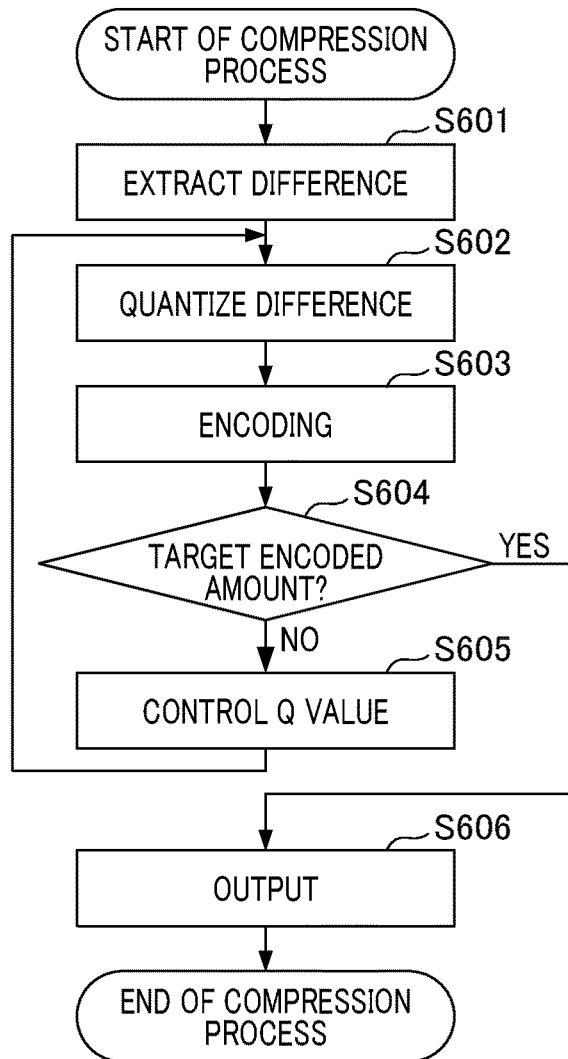 START OF COMPRESSION
PROCESS
S601
EXTRACT DIFFERENCE
S602
QUANTIZE DIFFERENCE
S603
ENCODING
S604
TARGET ENCODED
AMOUNT?
YES
NO
S605
CONTROL Q VALUE
S606
OUTPUT
END OF COMPRESSION
PROCESS